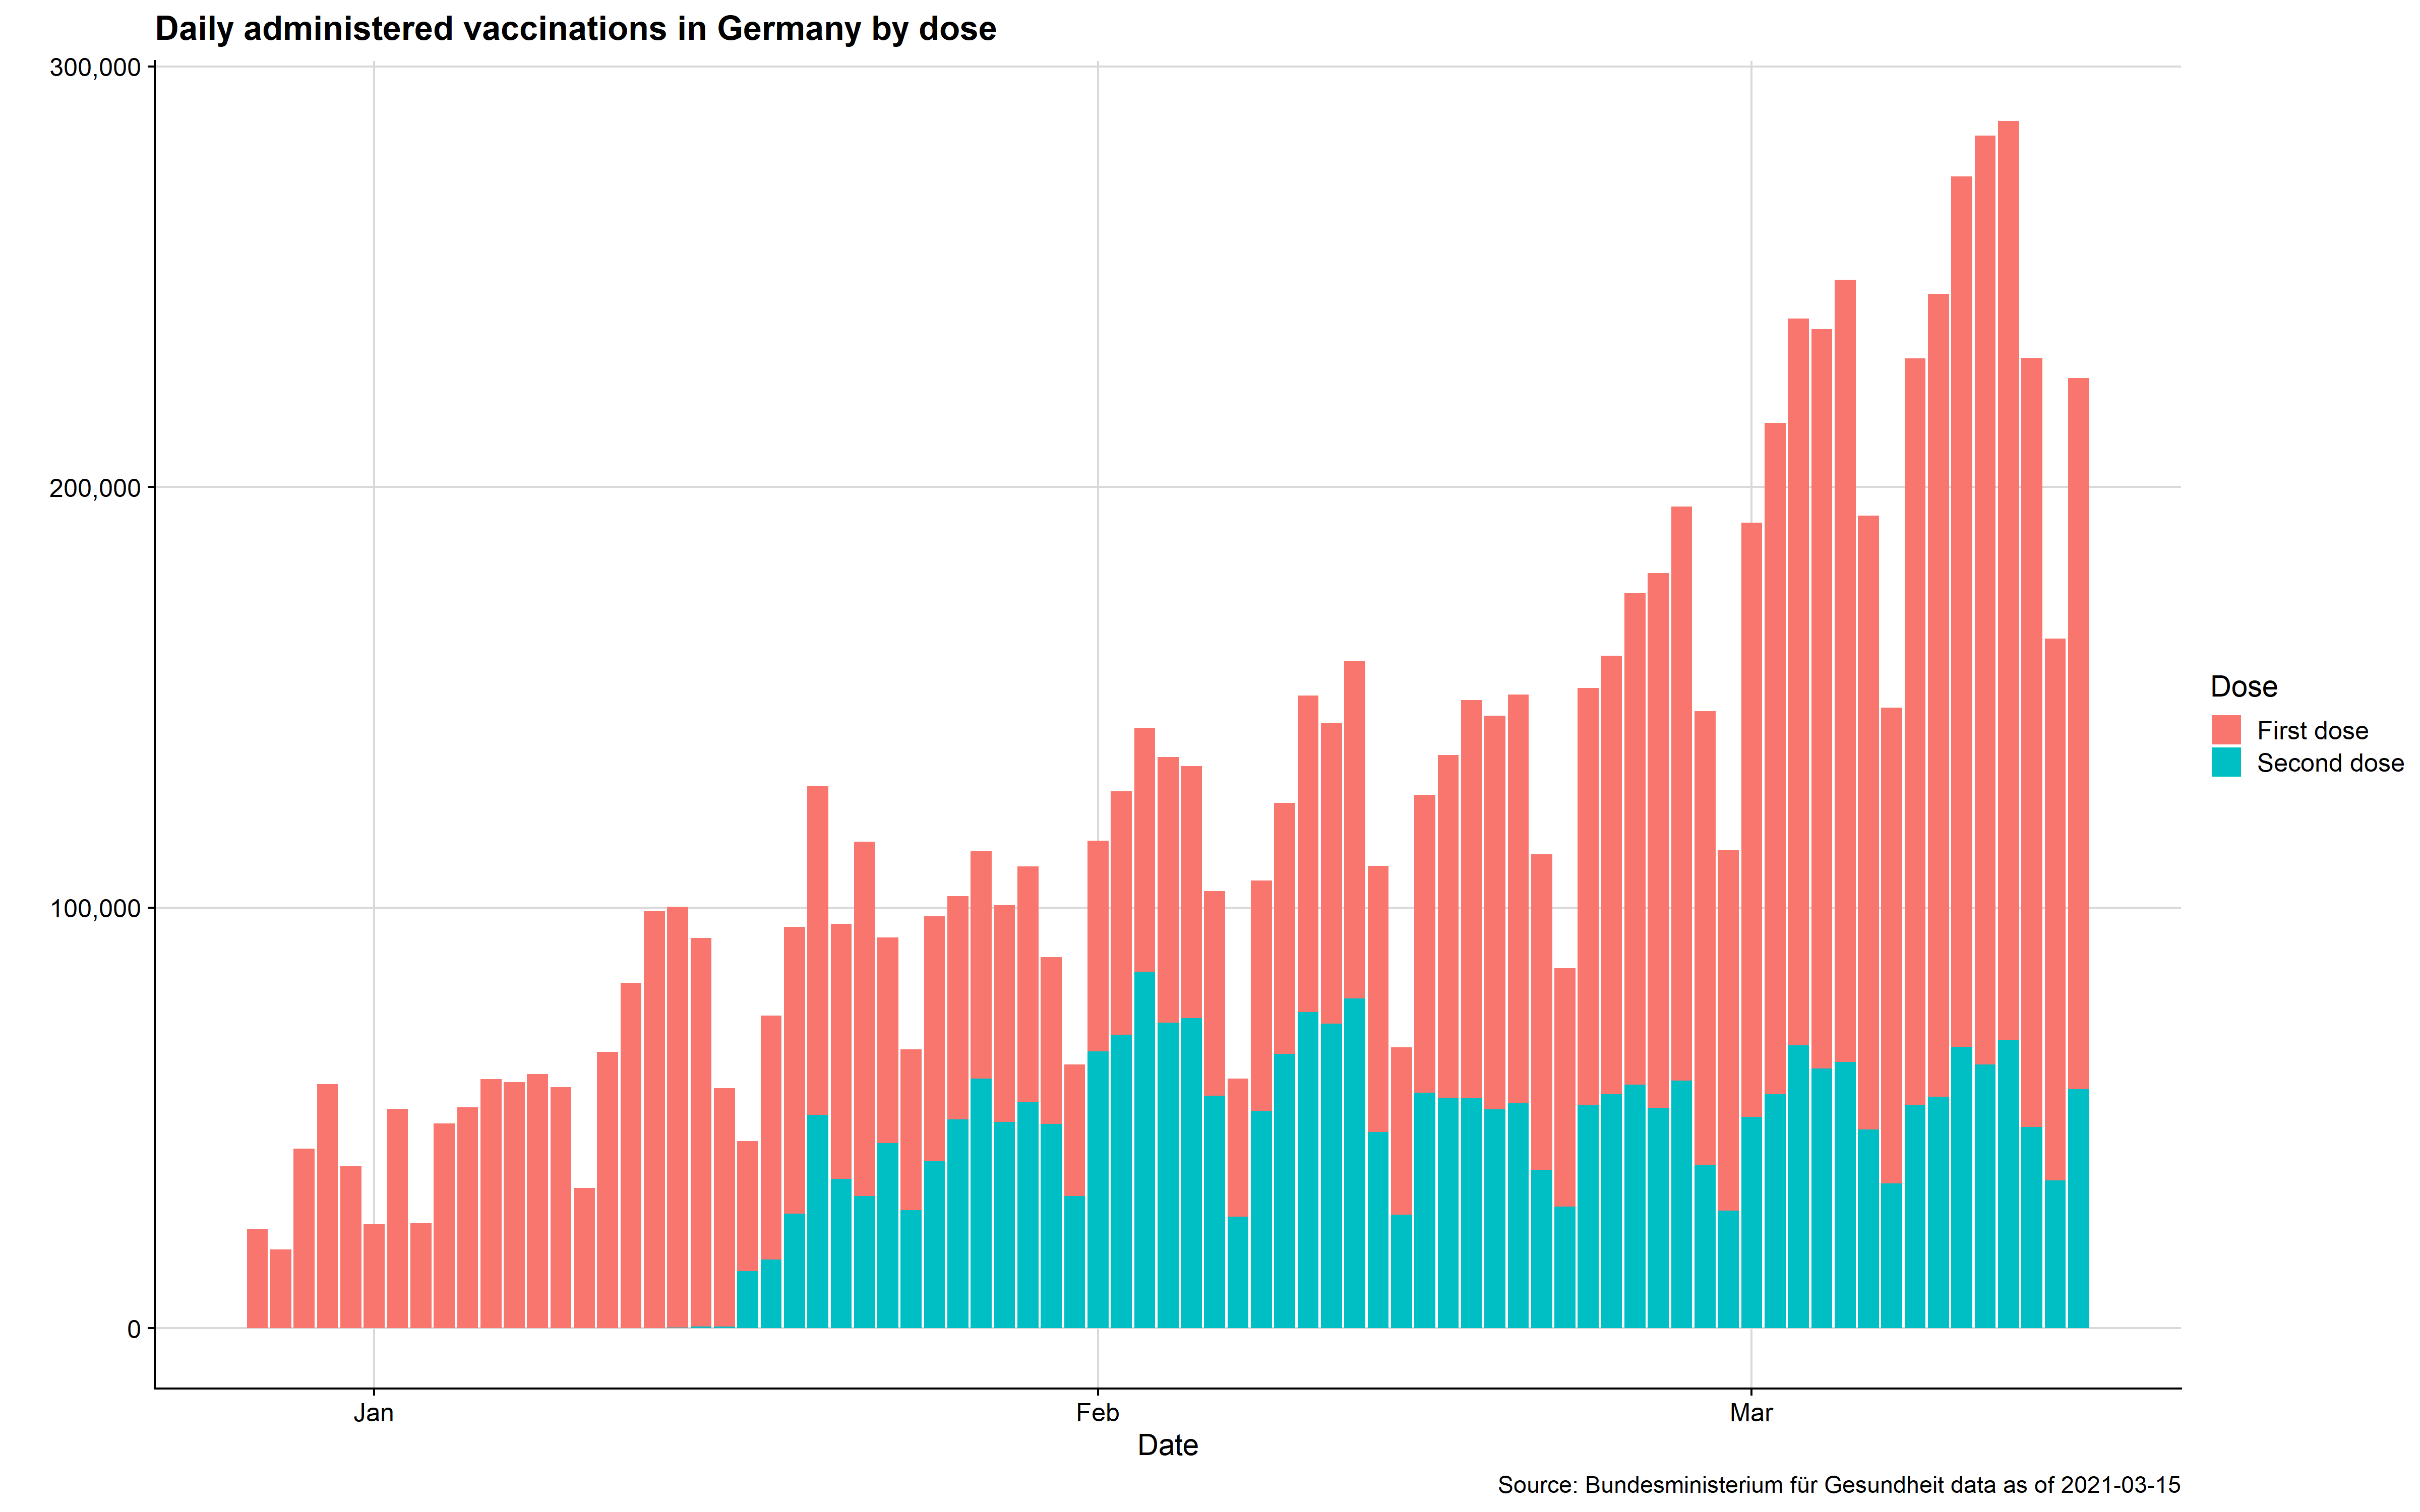 Daily administered vaccinations in Germany by dose
300,000
200,000
100,000
0
Jan
Feb
Mar
Date
Dose
First dose
Second dose
Source: Bundesministerium für Gesundheit data as of 2021-03-15